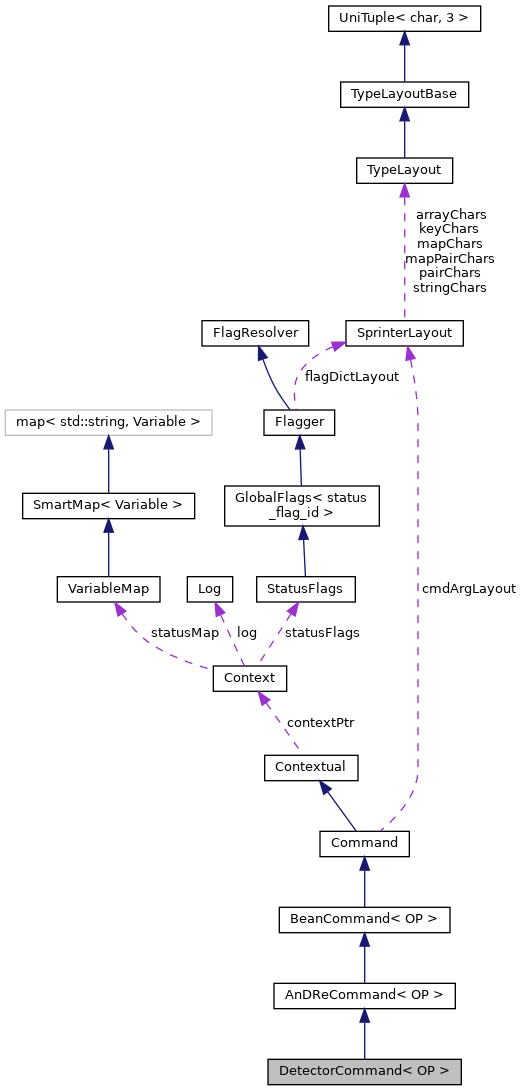 UniTuple< char, 3 >
TypeLayoutBase
TypeLayout
arrayChars
keyChars
mapChars
mapPairChars
pairChars
stringChars
FlagResolver
SprinterLayout
flagDictLayout
map< std::string, Variable >
Flagger
SmartMap< Variable >
GlobalFlags< status
_flag_id >
VariableMap
Log
StatusFlags
cmdArgLayout
statusMap
log
statusFlags
Context
contextPtr
Contextual
Command
BeanCommand< OP >
AnDReCommand< OP >
DetectorCommand< OP >